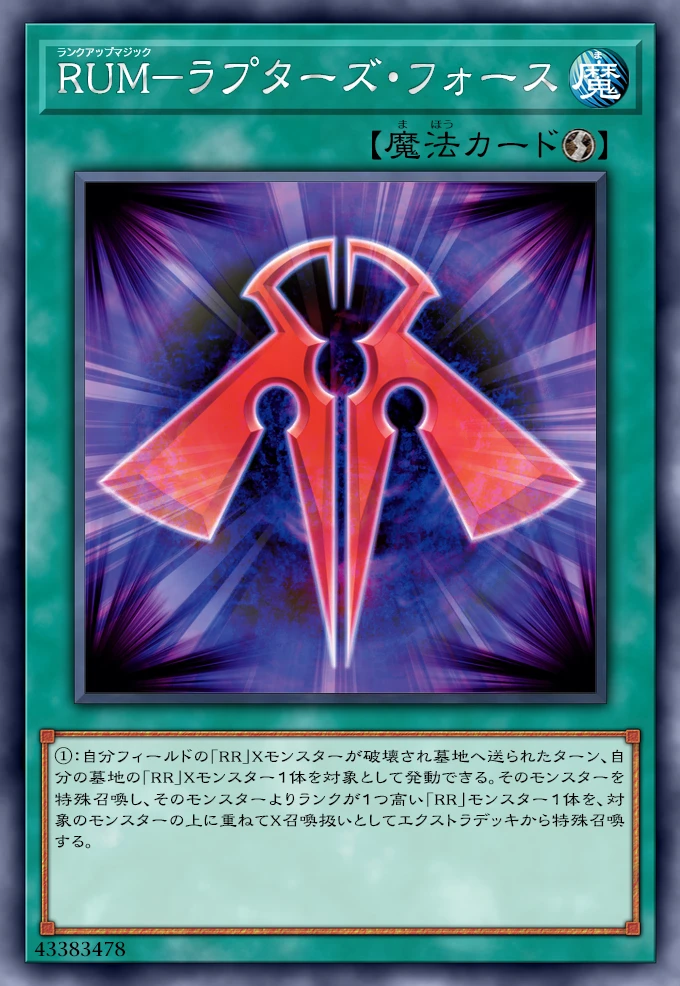 ランクアップマジック
RUM－ラプターズ・フォース
魔
ま
ま ほう
【魔法カード】
①：自分フィールドの「RR」Xモンスターが破壊され墓地へ送られたターン、自
分の墓地の「RR」Xモンスター１体を対象として発動できる。そのモンスターを
特殊召喚し、そのモンスターよりランクが１つ高い「RR」モンスター１体を、対
象のモンスターの上に重ねてX召喚扱いとしてエクストラデッキから特殊召喚
する。
43383478